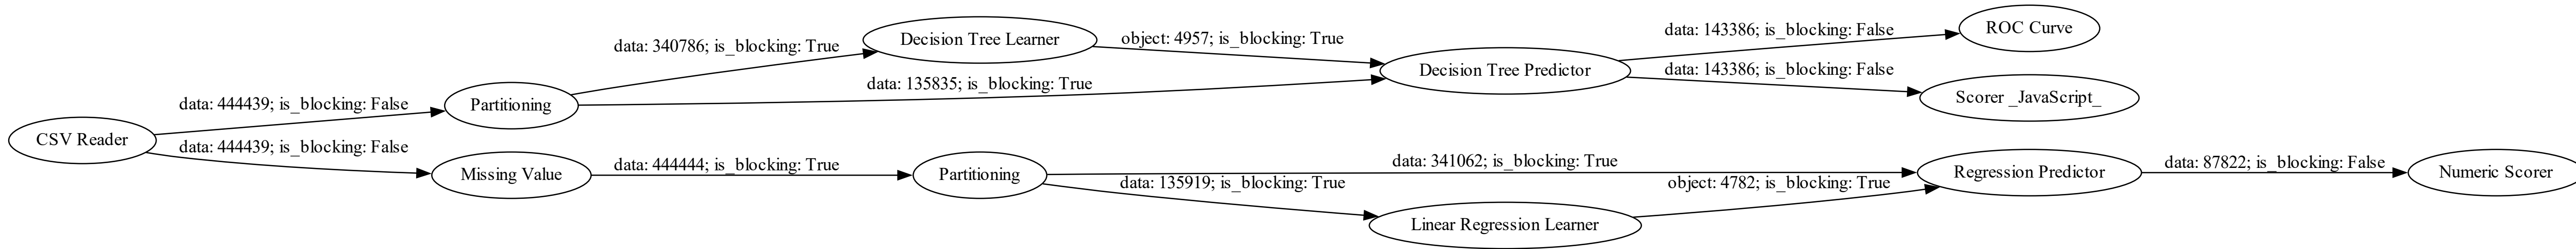 CSV Reader
data: 444439; is_blocking: False
data: 444439; is_blocking: False
Partitioning
Missing Value
data: 340786; is_blocking: True
data: 135835; is_blocking: True
data: 444444; is_blocking: True
Decision Tree Learner
Partitioning
object: 4957; is_blocking: True
data: 341062; is_blocking: True
data: 135919; is_blocking: True
Decision Tree Predictor
Linear Regression Learner
data: 143386; is_blocking: False
data: 143386; is_blocking: False
object: 4782; is_blocking: True
ROC Curve
Scorer _JavaScript_
Regression Predictor
data: 87822; is_blocking: False
Numeric Scorer